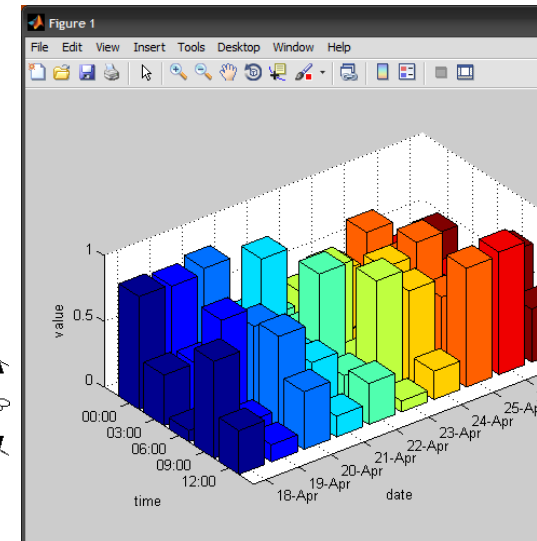 Figure 1
File Edit View Insert Tools Desktop Window Help
1
0.5
0
value
00:00
03:00
06:00
09:00
12:00
time
18-Apr
19-Apr
20-Apr
21-Apr
22-Apr
23-Apr
24-Apr
25-A
date